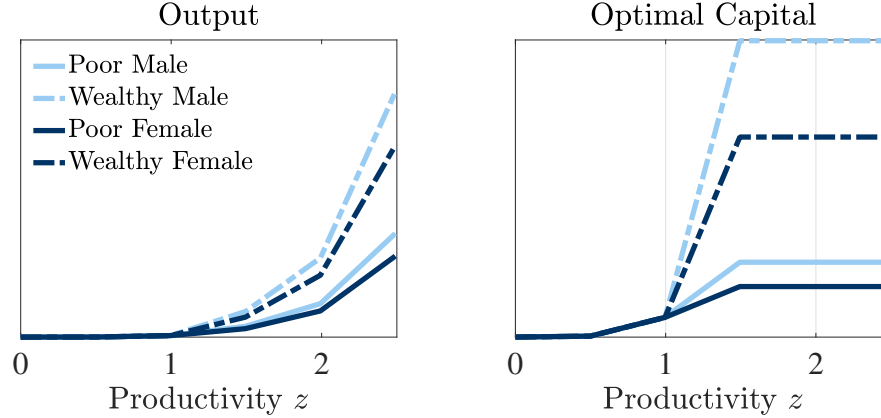 Output
Poor Male
Wealthy Male
Poor Female
Wealthy Female
0 1 2
Productivity z
Optimal Capital
0 1 2
Productivity z